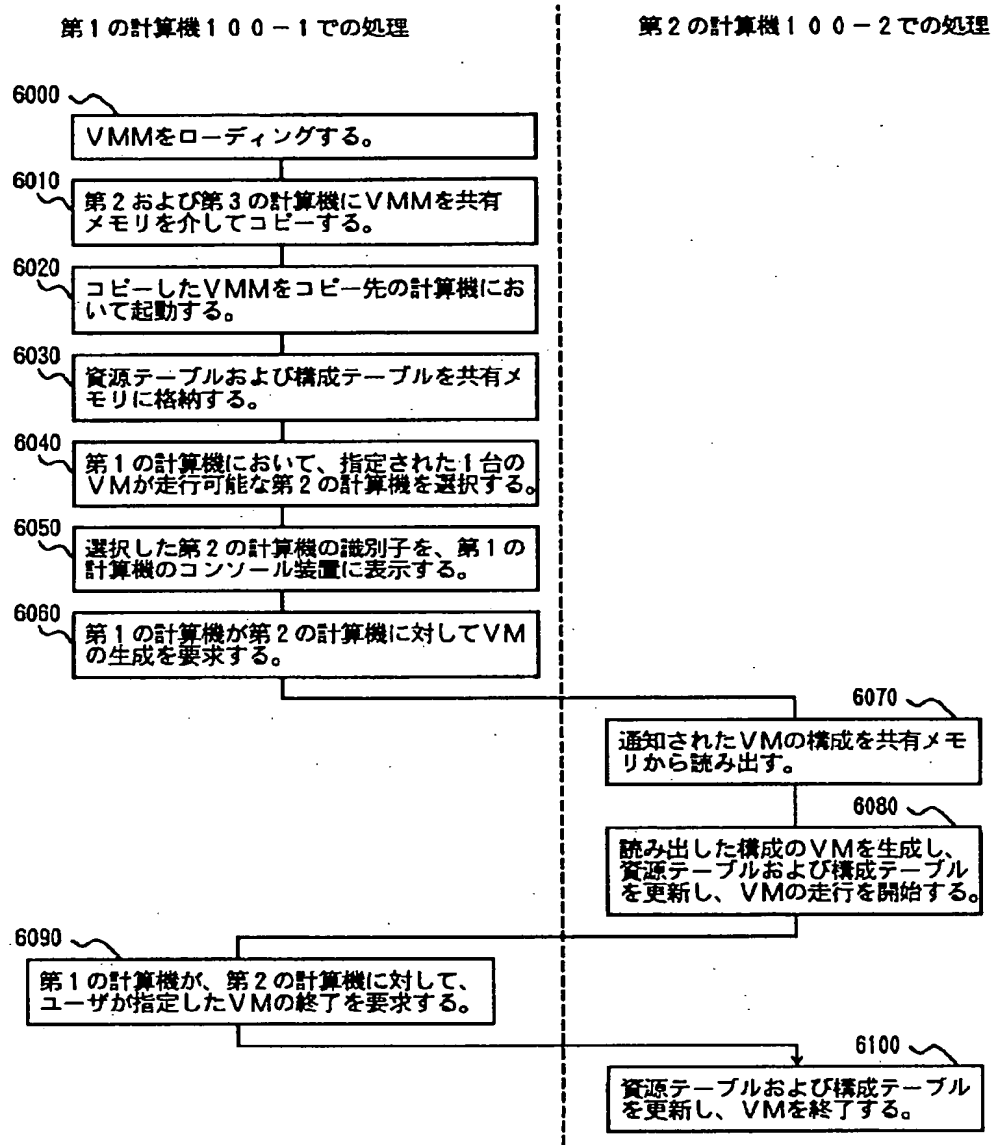 第1の計算機100-1での処理
第2の計算機100-2での処理
6000
VMMをローディングする。
6010
第2および第3の計算機にVMMを共有
メモリを介してコピーする。
6020
コピーしたVMMをコピー先の計算機にお
いて起動する。
6030
資源テーブルおよび構成テーブルを共有メ
モリに格納する。
6040
第1の計算機において、指定された1台の
VMが走行可能な第2の計算機を選択する。
6050
選択した第2の計算機の識別子を、第1の
計算機のコンソール装置に表示する。
6060
第1の計算機が第2の計算機に対してVM
の生成を要求する。
6070
通知されたVMの構成を共有メモ
リから読み出す。
6080
読み出した構成のVMを生成し、
資源テーブルおよび構成テーブル
を更新し、VMの走行を開始する。
6090
第1の計算機が、第2の計算機に対して、
ユーザが指定したVMの終了を要求する。
6100
資源テーブルおよび構成テーブル
を更新し、VMを終了する。